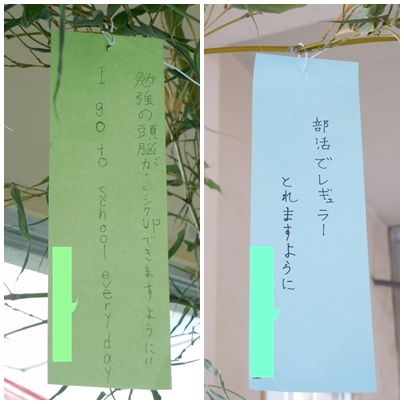 勉強の頭脳がランクUPできますように!!
I go to school every day
部活でレギュラー
とれますように